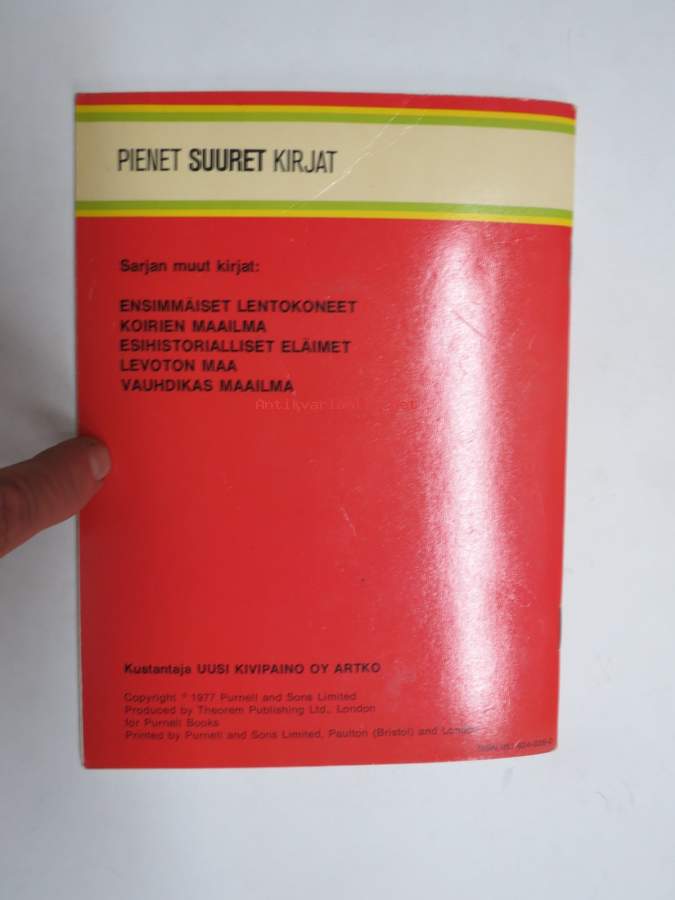 PIENET SUURET KIRJAT
Sarjan muut kirjat:
ENSIMMÄISET LENTOKONEET
KOIRIEN MAAILMA
ESIHISTORIALLISET ELÄIMET
LEVOTON MAA
VAUHDIKAS MAAILMA
Kustantaja UUSI KIVIPAINO OY ARTKO
Copyright © 1977 Purnell and Sons Limited
Produced by Theorem Publishing Ltd., London
for Purnell Books
Printed by Purnell and Sons Limited, Paulton (Bristol) and London